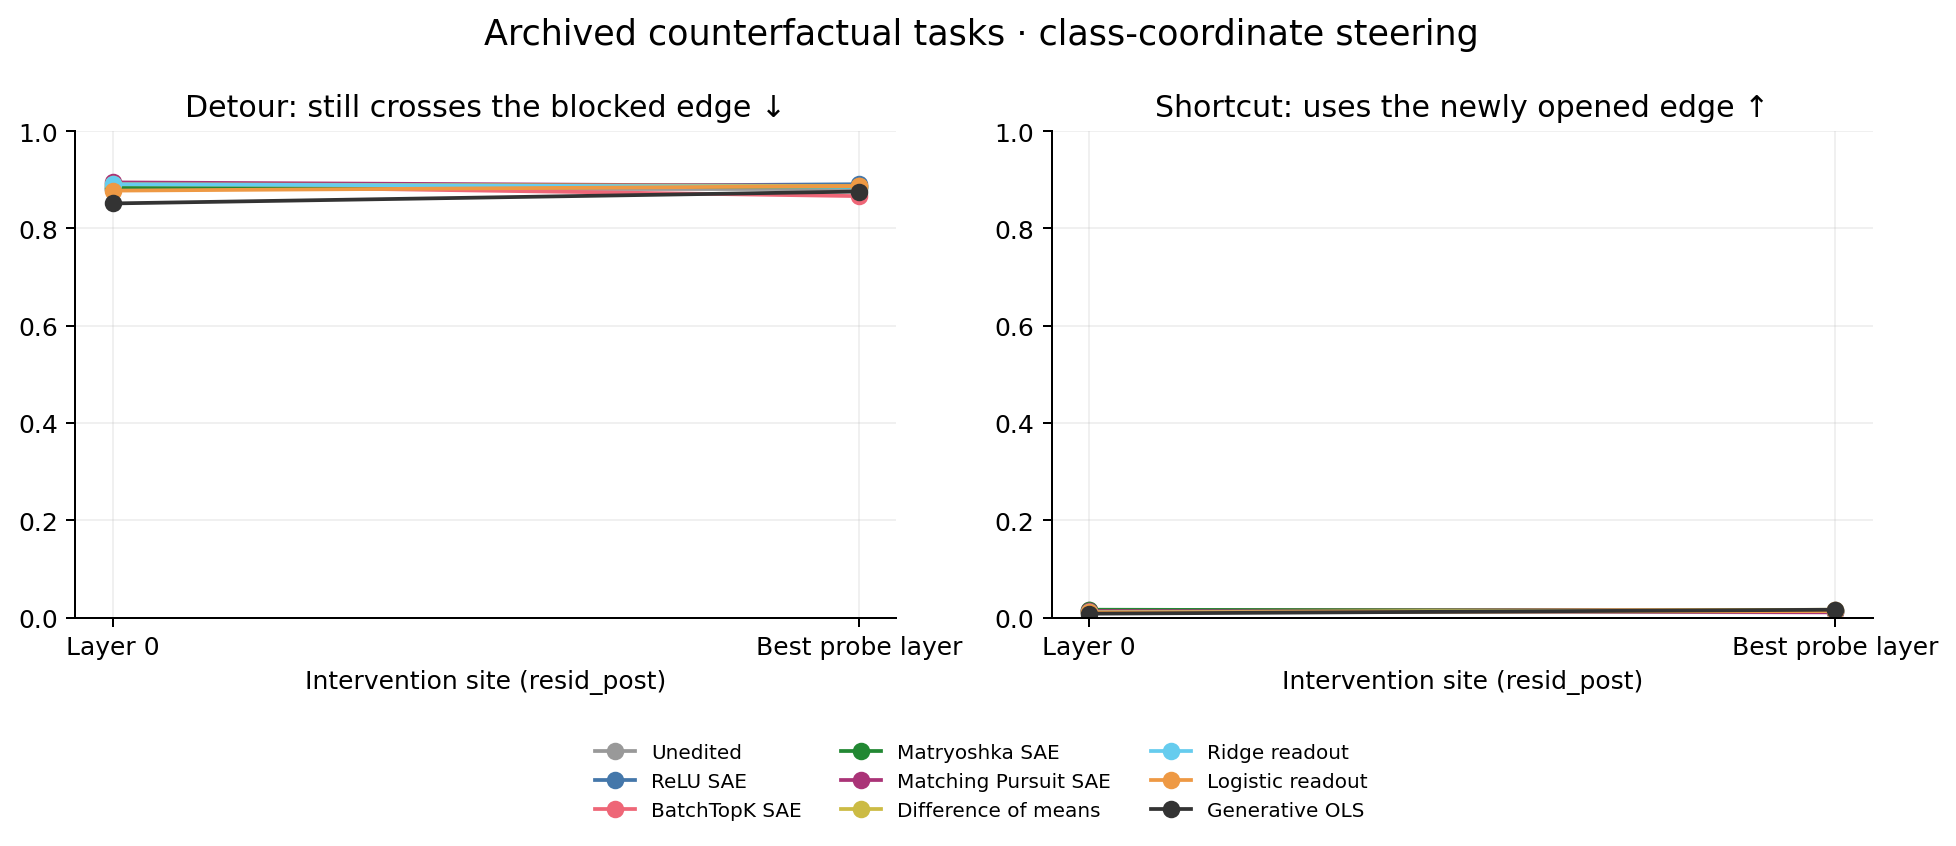 Archived counterfactual tasks · class-coordinate steering
Detour: still crosses the blocked edge ↓
1.0
0.8
0.6
0.4
0.2
0.0
Layer 0
Best probe layer
Intervention site (resid_post)
Shortcut: uses the newly opened edge ↑
1.0
0.8
0.6
0.4
0.2
0.0
Layer 0
Best probe layer
Intervention site (resid_post)
Unedited
ReLU SAE
BatchTopK SAE
Matryoshka SAE
Matching Pursuit SAE
Difference of means
Ridge readout
Logistic readout
Generative OLS